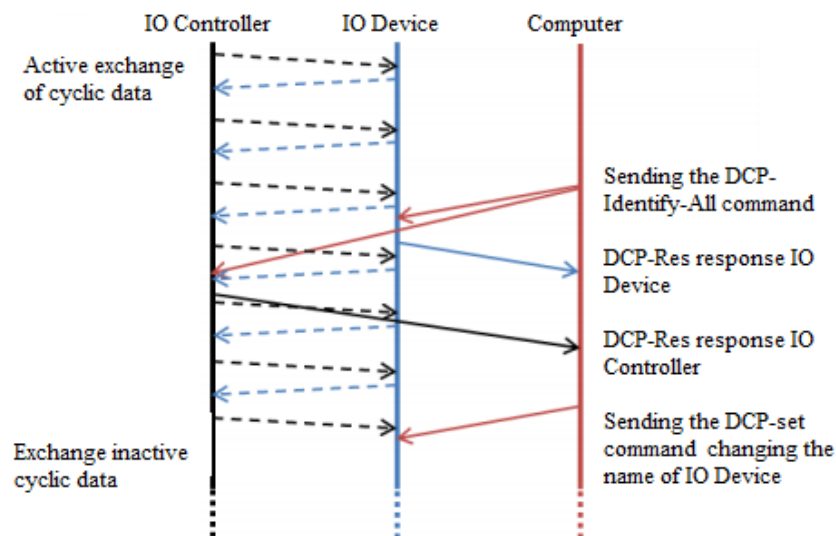 IO Controller
IO Device
Computer
Active exchange
of cyclic data
Sending the DCP-
Identify-All command
DCP-Res response IO
Device
DCP-Res response IO
Controller
Sending the DCP-set
command changing the
name of IO Device
Exchange inactive
cyclic data